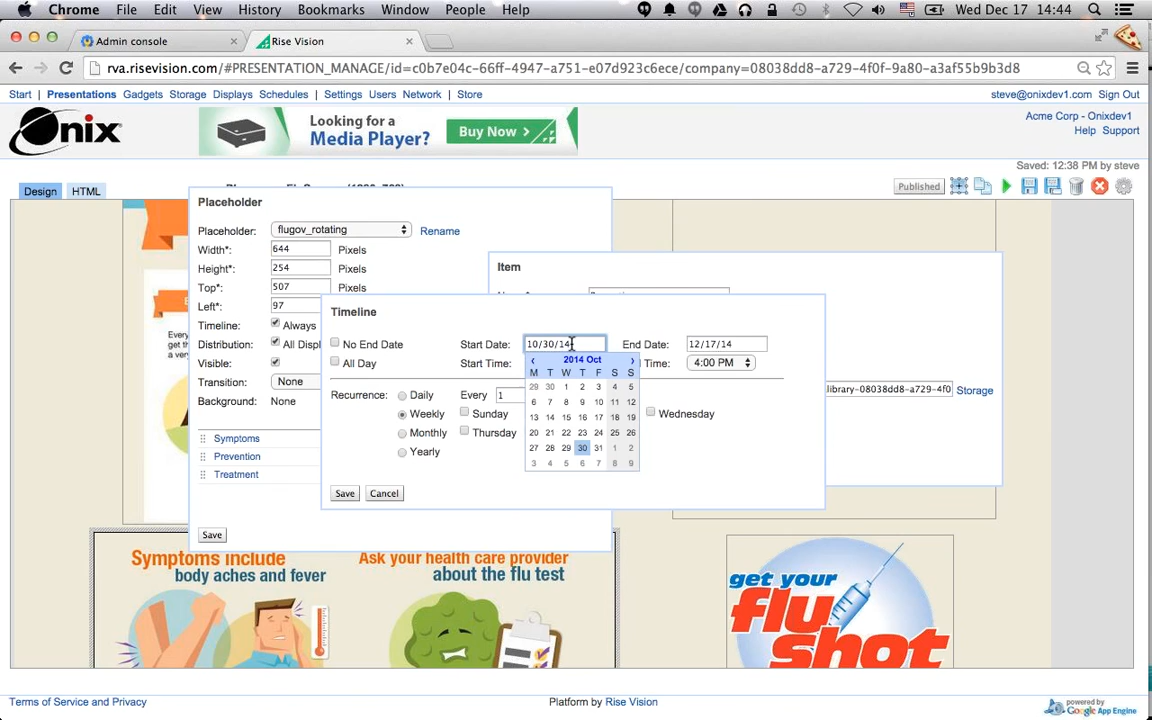 Chrome File Edit View History Bookmarks Window People Help Wed Dec 17 14:44
Admin console
Rise Vision
rva.risevision.com/#PRESENTATION_MANAGE/id=c0b7e04c-66ff-4947-a751-e07d923c6ece/company=08038dd8-a729-4f0f-9a80-a3af55b9b3d8
Start Presentations Gadgets Storage Displays Schedules | Settings Users Network | Store
steve@onixdev1.com Sign Out
Onix
Looking for a
Media Player?
Buy Now >
Acme Corp - Onixdev1
Help Support
Saved: 12:38 PM by steve
Design HTML
Published
Placeholder
Placeholder: flugov_rotating Rename
Width*: 644 Pixels
Height*: 254 Pixels
Top*: 507 Pixels
Left*: 97
Timeline: Always
Distribution: All Displ
Visible:
Transition: None
Background: None
Symptoms
Prevention
Treatment
Save
Item
Timeline
No End Date Start Date: 10/30/14 End Date: 12/17/14
All Day Start Time: Time: 4:00 PM
Recurrence: Daily Every 1
Weekly Sunday Wednesday
Monthly Thursday
Yearly
Save Cancel
‹ 2014 Oct ›
M T W T F S S
29 30 1 2 3 4 5
6 7 8 9 10 11 12
13 14 15 16 17 18 19
20 21 22 23 24 25 26
27 28 29 30 31 1 2
3 4 5 6 7 8 9
library-08038dd8-a729-4f0 Storage
Every
a few
Symptoms include
body aches and fever
Ask your health care provider
about the flu test
get your
flu
shot
Terms of Service and Privacy
Platform by Rise Vision
powered by
Google App Engine